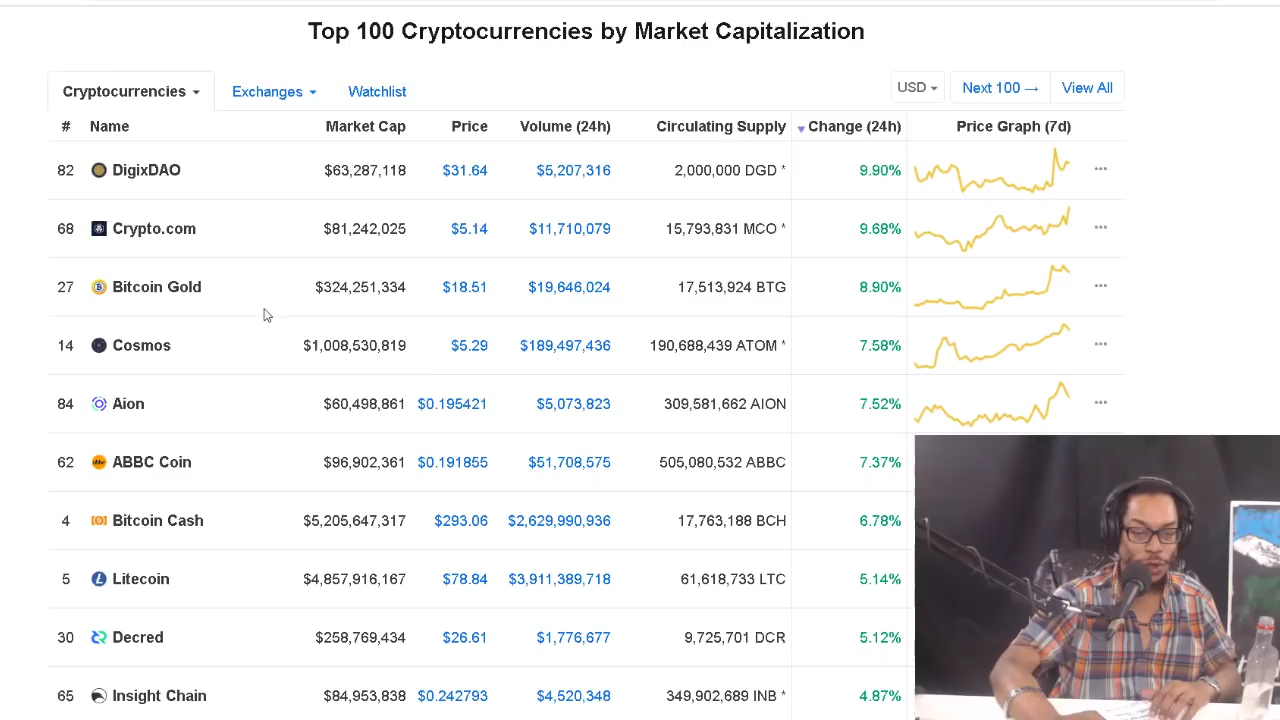 Top 100 Cryptocurrencies by Market Capitalization
Cryptocurrencies Exchanges Watchlist USD Next 100 → View All
# Name Market Cap Price Volume (24h) Circulating Supply Change (24h) Price Graph (7d)
82 DigixDAO $63,287,118 $31.64 $5,207,316 2,000,000 DGD * 9.90%
68 Crypto.com $81,242,025 $5.14 $11,710,079 15,793,831 MCO * 9.68%
27 Bitcoin Gold $324,251,334 $18.51 $19,646,024 17,513,924 BTG 8.90%
14 Cosmos $1,008,530,819 $5.29 $189,497,436 190,688,439 ATOM * 7.58%
84 Aion $60,498,861 $0.195421 $5,073,823 309,581,662 AION 7.52%
62 ABBC Coin $96,902,361 $0.191855 $51,708,575 505,080,532 ABBC 7.37%
4 Bitcoin Cash $5,205,647,317 $293.06 $2,629,990,936 17,763,188 BCH 6.78%
5 Litecoin $4,857,916,167 $78.84 $3,911,389,718 61,618,733 LTC 5.14%
30 Decred $258,769,434 $26.61 $1,776,677 9,725,701 DCR 5.12%
65 Insight Chain $84,953,838 $0.242793 $4,520,348 349,902,689 INB * 4.87%